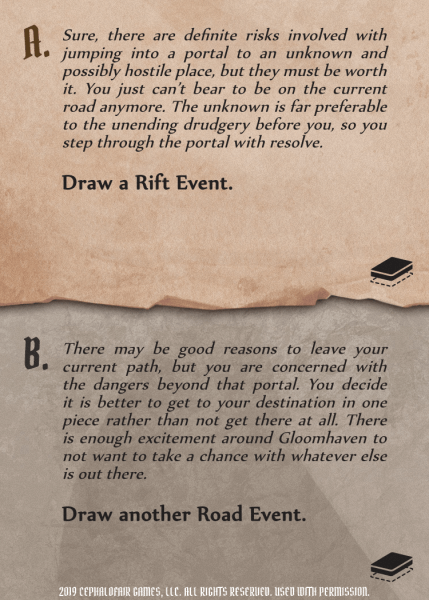 A.
Sure, there are definite risks involved with
jumping into a portal to an unknown and
possibly hostile place, but they must be worth
it. You just can't bear to be on the current
road anymore. The unknown is far preferable
to the unending drudgery before you, so you
step through the portal with resolve.
Draw a Rift Event.
B.
There may be good reasons to leave your
current path, but you are concerned with
the dangers beyond that portal. You decide
it is better to get to your destination in one
piece rather than not get there at all. There
is enough excitement around Gloomhaven to
not want to take a chance with whatever else
is out there.
Draw another Road Event.
2019 CEPHALOFAIR GAMES, LLC. ALL RIGHTS RESERVED. USED WITH PERMISSION.